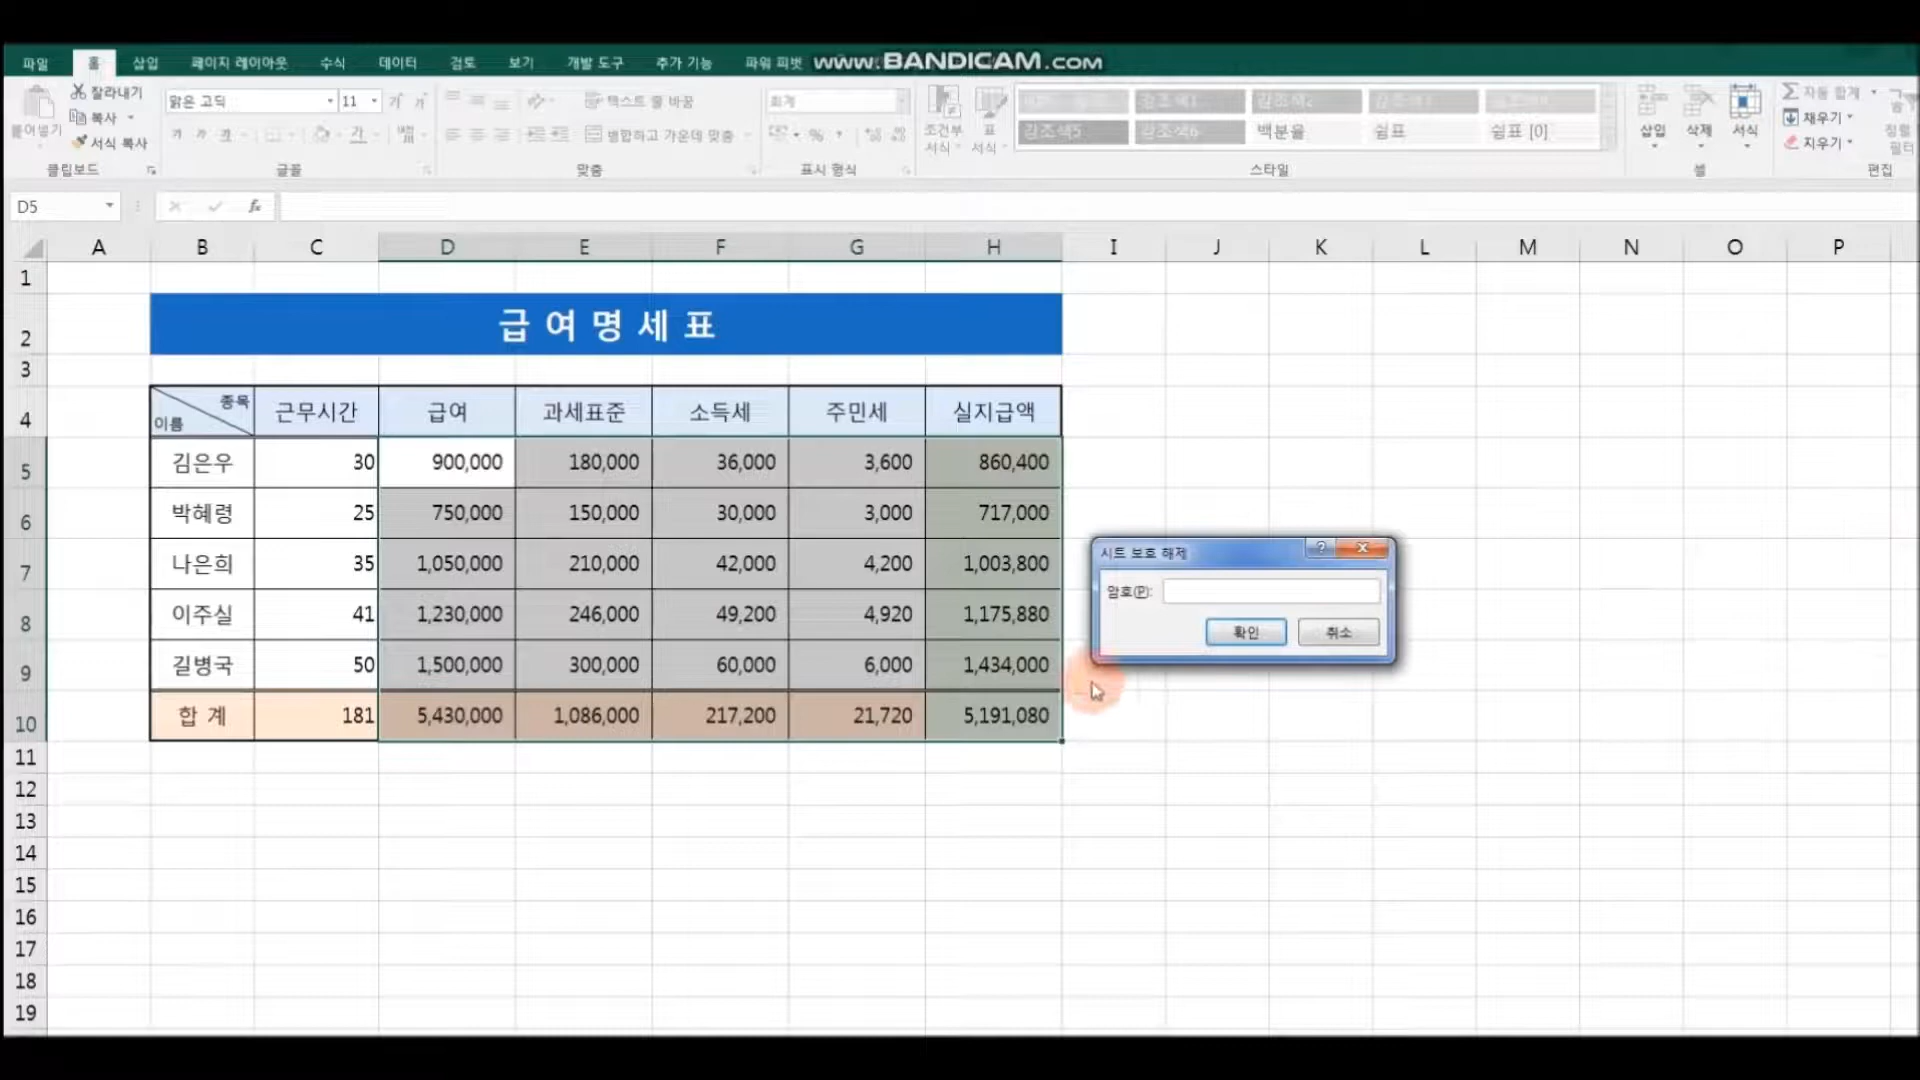 www.BANDICAM.com
파일 홈 삽입 페이지 레이아웃 수식 데이터 검토 보기 개발 도구 추가 기능 파워 피벗
붙여넣기 잘라내기 복사 서식 복사 클립보드
맑은 고딕 11 가 가 글꼴
텍스트 줄 바꿈 병합하고 가운데 맞춤 맞춤
회계 % 표시 형식
조건부 서식 표 서식
강조색1 강조색2
강조색5 강조색6 백분율 쉼표 쉼표 [0]
스타일
삽입 삭제 서식 셀
자동 합계 채우기 지우기 정렬 필터 편집
D5 fx
A B C D E F G H I J K L M N O P
1
2 급 여 명 세 표
3
4 종목 이름 근무시간 급여 과세표준 소득세 주민세 실지급액
5 김은우 30 900,000 180,000 36,000 3,600 860,400
6 박혜령 25 750,000 150,000 30,000 3,000 717,000
7 나은희 35 1,050,000 210,000 42,000 4,200 1,003,800
8 이주실 41 1,230,000 246,000 49,200 4,920 1,175,880
9 길병국 50 1,500,000 300,000 60,000 6,000 1,434,000
10 합 계 181 5,430,000 1,086,000 217,200 21,720 5,191,080
11
12
13
14
15
16
17
18
19
시트 보호 해제 ?
암호(P):
확인 취소